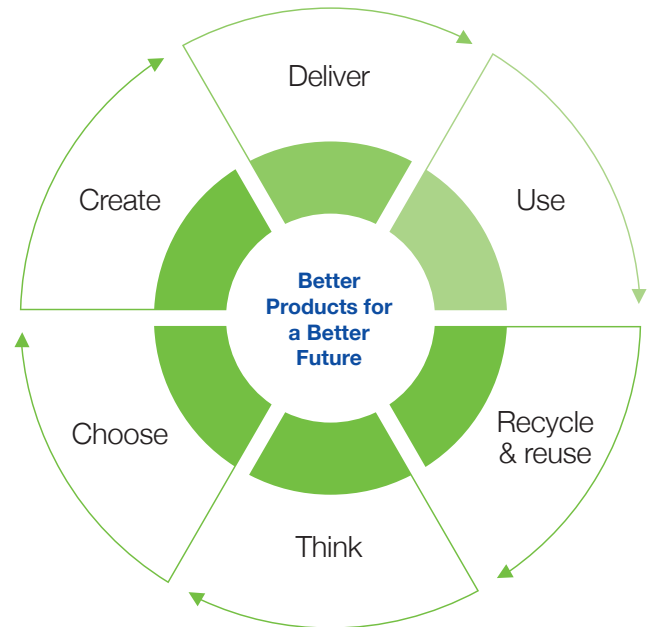 Deliver
Create
Use
Better
Products for
a Better
Future
Choose
Recycle
& reuse
Think